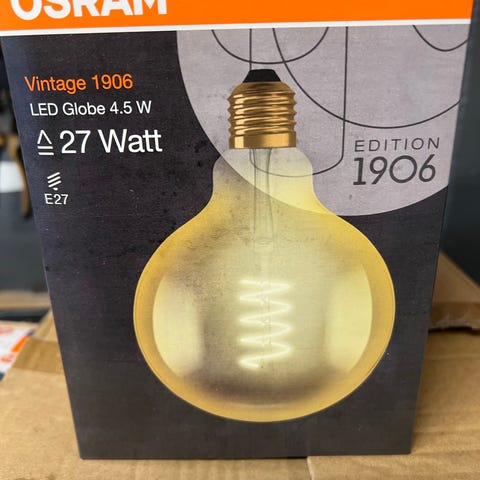 OSRAM
Vintage 1906
LED Globe 4.5 W
≙ 27 Watt
E27
EDITION
1906